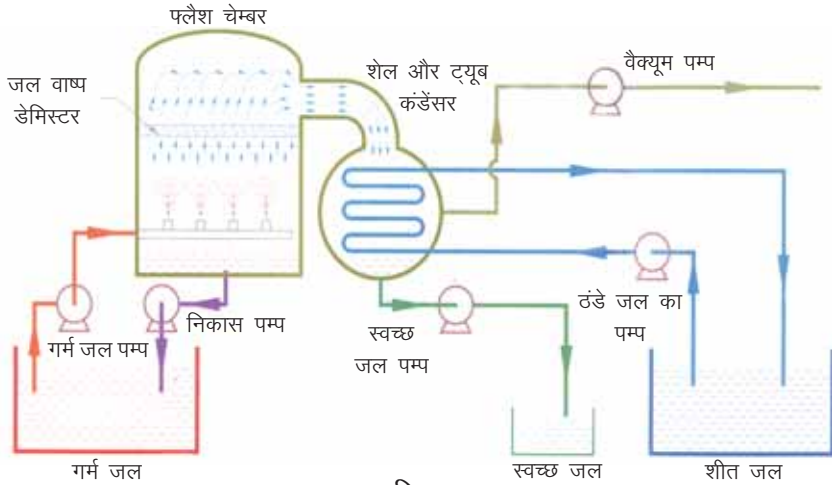 फ्लैश चेम्बर
जल वाष्प
डेमिस्टर
शेल और ट्यूब
कंडेंसर
वैक्यूम पम्प
गर्म जल पम्प
निकास पम्प
स्वच्छ
जल पम्प
ठंडे जल का
पम्प
गर्म जल
स्वच्छ जल
शीत जल